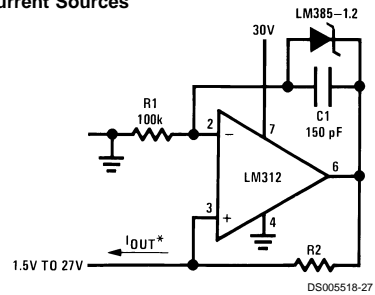 urrent Sources
LM385–1.2
30V
R1
100k
C1
150 pF
2
–
7
LM312
6
3
+
4
IOUT*
R2
1.5V TO 27V
DS005518-27